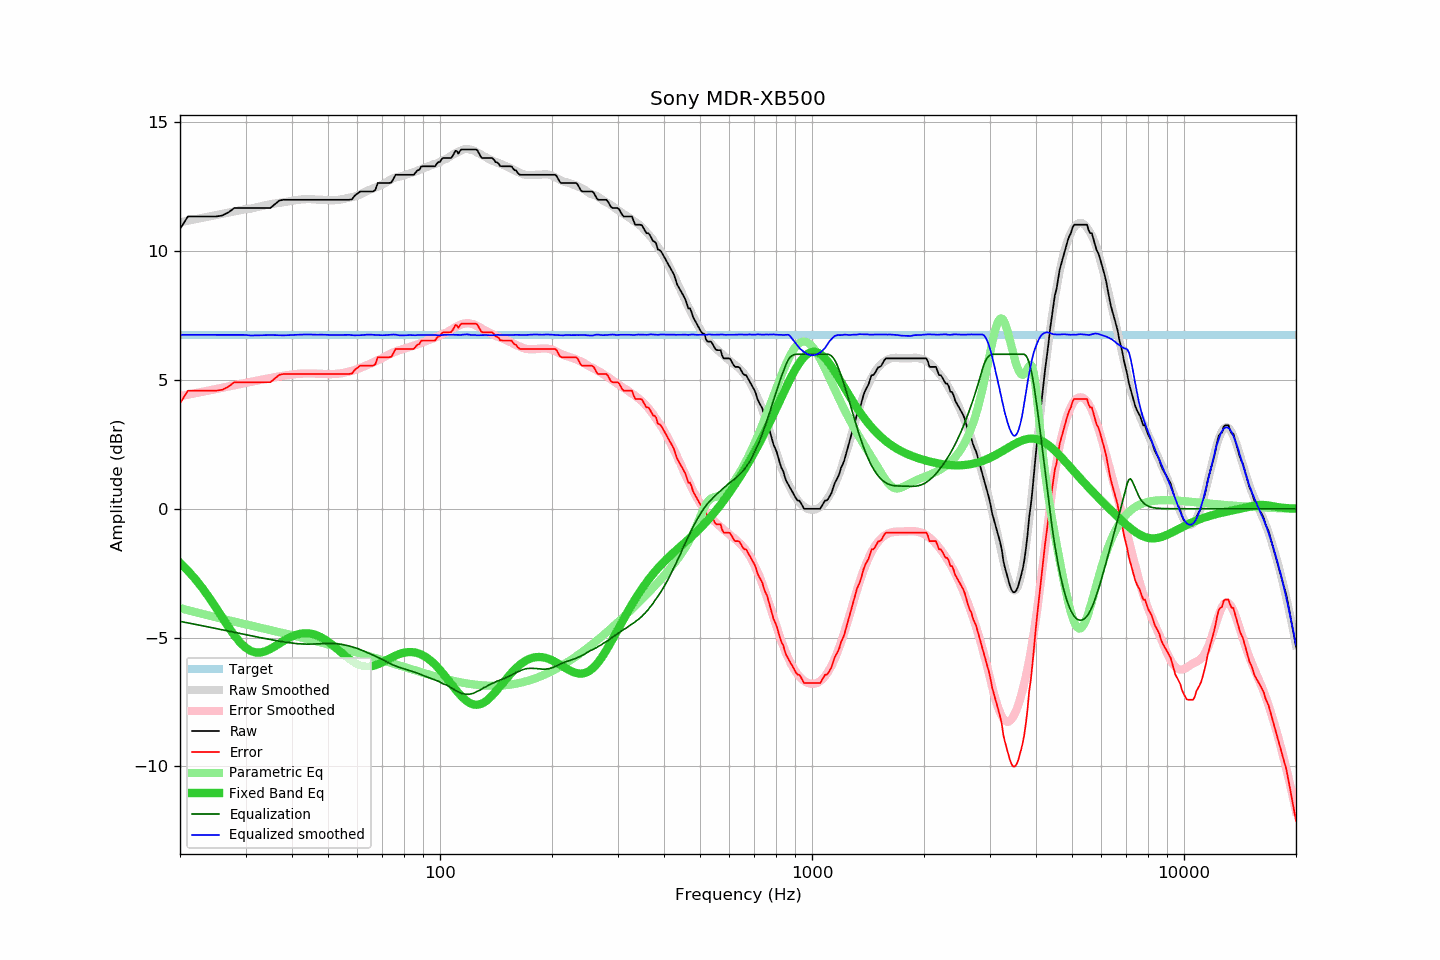 Sony MDR-XB500
15
10
5
0
−5
−10
Amplitude (dBr)
Target
Raw Smoothed
Error Smoothed
Raw
Error
Parametric Eq
Fixed Band Eq
Equalization
Equalized smoothed
100
1000
10000
Frequency (Hz)